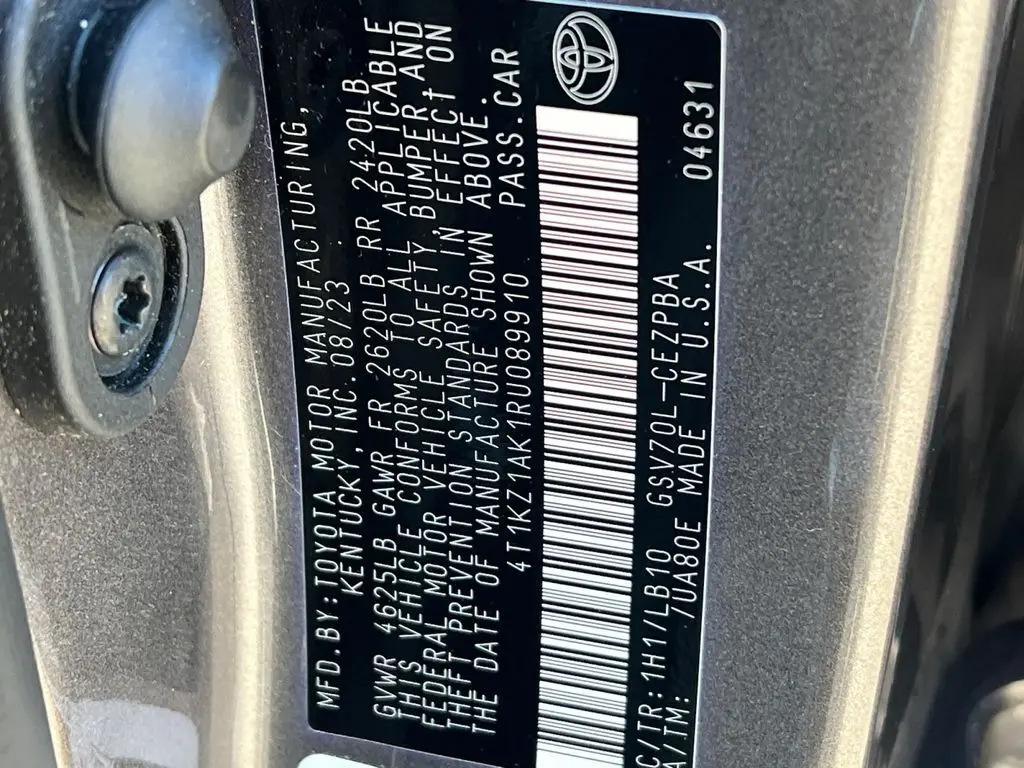 MFD.BY:TOYOTA MOTOR MANUFACTURING,
KENTUCKY, INC. 08/23
GVWR 4625LB GAWR FR 2620LB RR 2420LB
THIS VEHICLE CONFORMS TO ALL APPLICABLE
FEDERAL MOTOR VEHICLE SAFETY, BUMPER, AND
THEFT PREVENTION STANDARDS IN EFFECT ON
THE DATE OF MANUFACTURE SHOWN ABOVE.
4T1KZ1AK1RU089910 PASS.CAR
C/TR:1H1/LB10 GSV70L-CEZPBA 04631
A/TM: /UA80E MADE IN U.S.A.